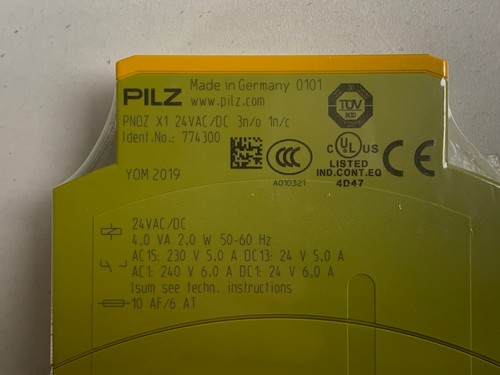 PILZ Made in Germany 0101
www.pilz.com
PNOZ X1 24VAC/DC 3n/o 1n/c
Ident.No.: 774300
YOM 2019
TÜV
CCC
A010321
C UL US
LISTED
IND.CONT.EQ
4D47
CE
24VAC/DC
4.0 VA 2.0 W 50-60 Hz
AC15: 230 V 5.0 A DC13: 24 V 5.0 A
AC1: 240 V 6.0 A DC1: 24 V 6.0 A
Isum see techn. instructions
10 AF/6 AT